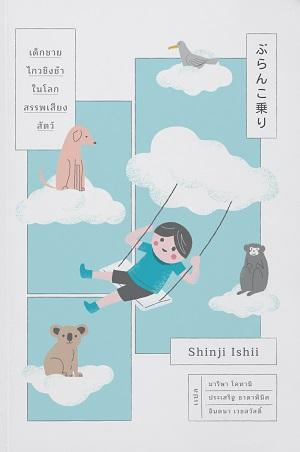 เด็กชาย
ไกวชิงช้า
ในโลก
สรรพเสียง
สัตว์
ぶらんこ乗り
Shinji Ishii
แปล
มาริษา โคทานิ
ประเสริฐ ธาดาพินิต
จินตนา เวชสวัสดิ์